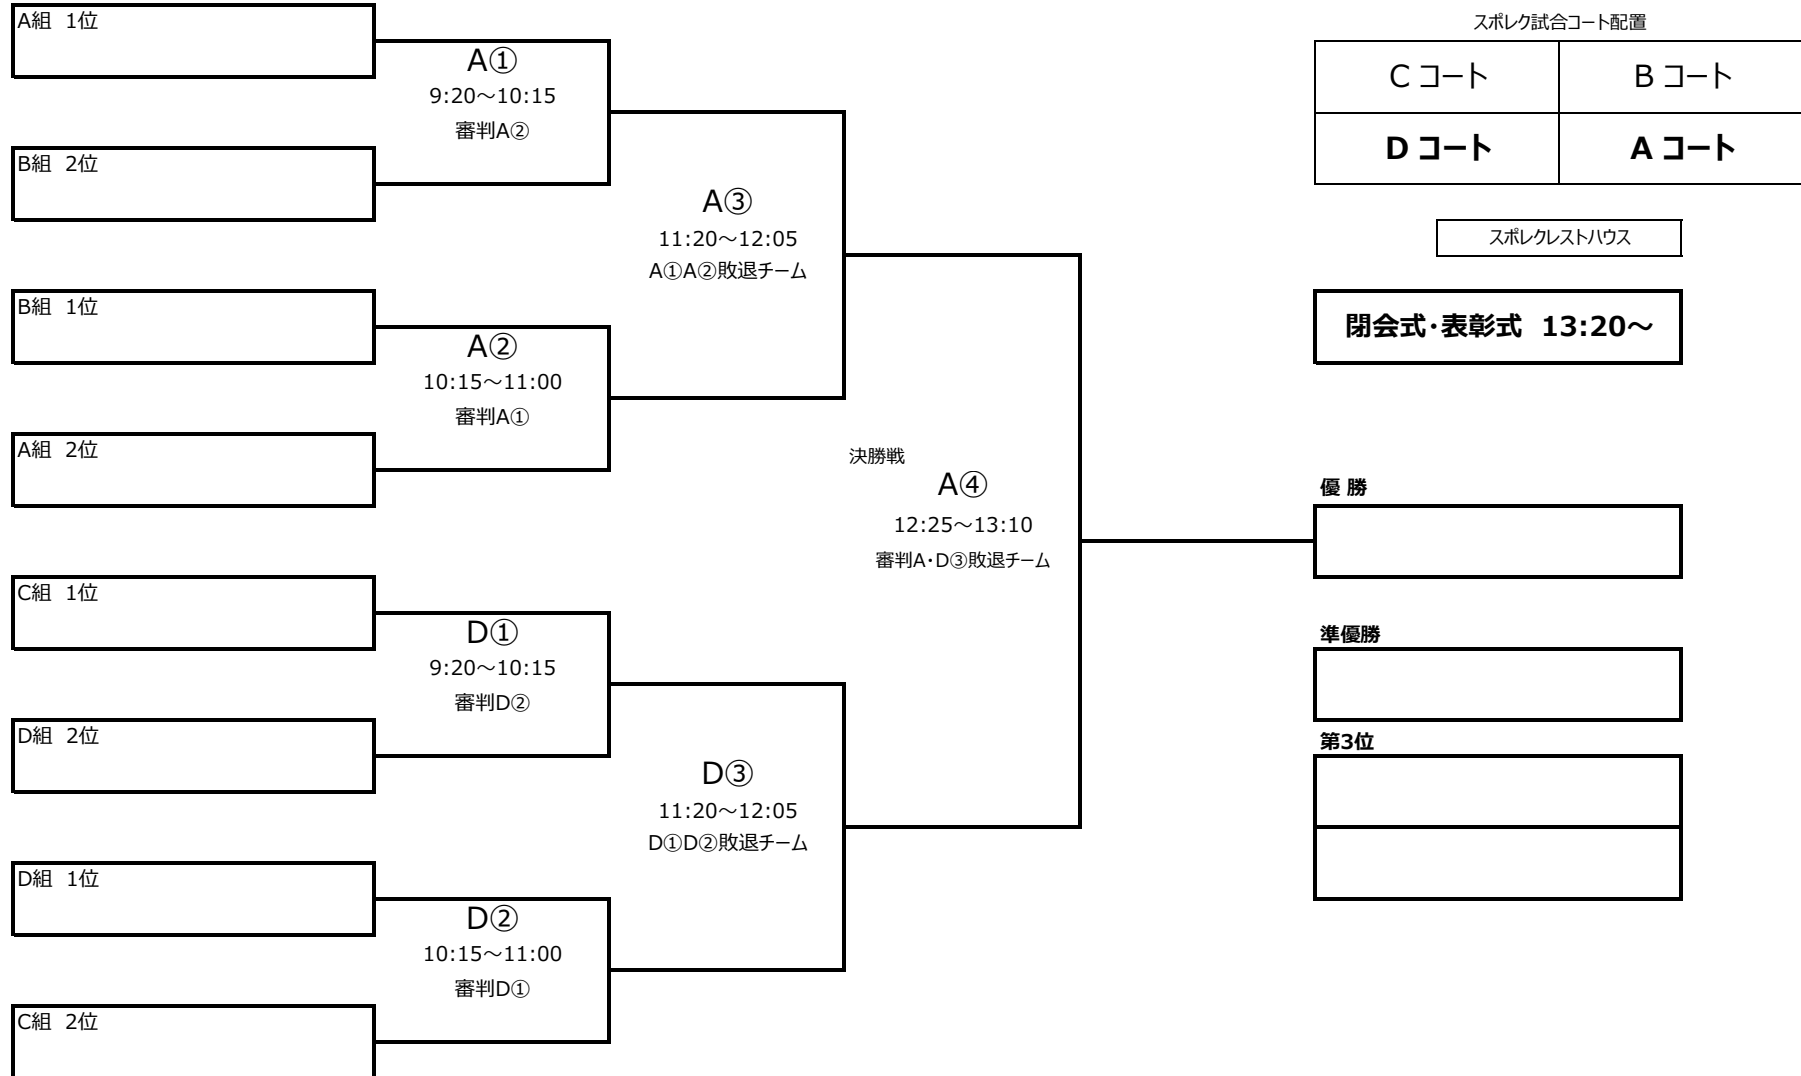 A組 1位
A①
9:20～10:15
審判A②
B組 2位
A③
11:20～12:05
A①A②敗退チーム
B組 1位
A②
10:15～11:00
審判A①
A組 2位
決勝戦
A④
12:25～13:10
審判A・D③敗退チーム
C組 1位
D①
9:20～10:15
審判D②
D組 2位
D③
11:20～12:05
D①D②敗退チーム
D組 1位
D②
10:15～11:00
審判D①
C組 2位
スポレク試合コート配置
C コート B コート
D コート A コート
スポレクレストハウス
閉会式・表彰式 13:20～
優 勝
準優勝
第3位